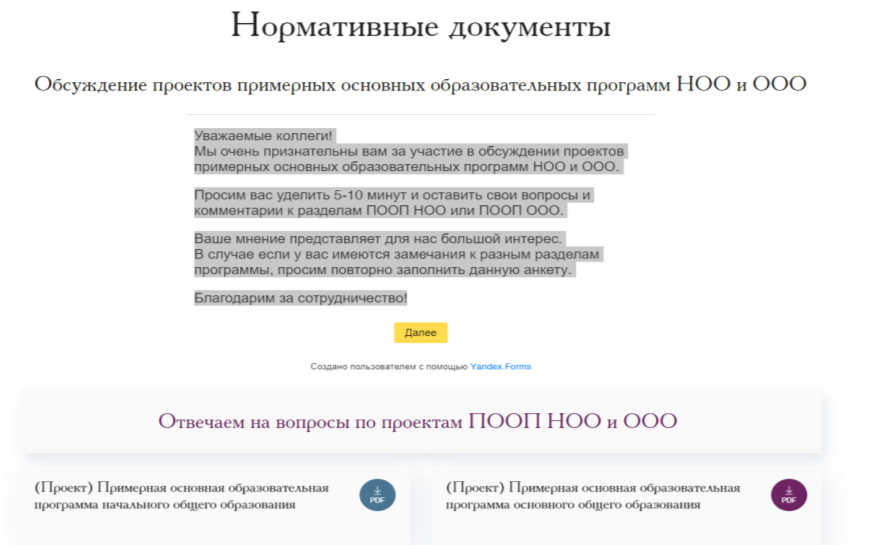 Нормативные документы
Обсуждение проектов примерных основных образовательных программ НОО и ООО
Уважаемые коллеги!
Мы очень признательны вам за участие в обсуждении проектов
примерных основных образовательных программ НОО и ООО.
Просим вас уделить 5-10 минут и оставить свои вопросы и
комментарии к разделам ПООП НОО или ПООП ООО.
Ваше мнение представляет для нас большой интерес.
В случае если у вас имеются замечания к разным разделам
программы, просим повторно заполнить данную анкету.
Благодарим за сотрудничество!
Далее
Создано пользователем с помощью Yandex.Forms
Отвечаем на вопросы по проектам ПООП НОО и ООО
(Проект) Примерная основная образовательная
программа начального общего образования
PDF
(Проект) Примерная основная образовательная
программа основного общего образования
PDF